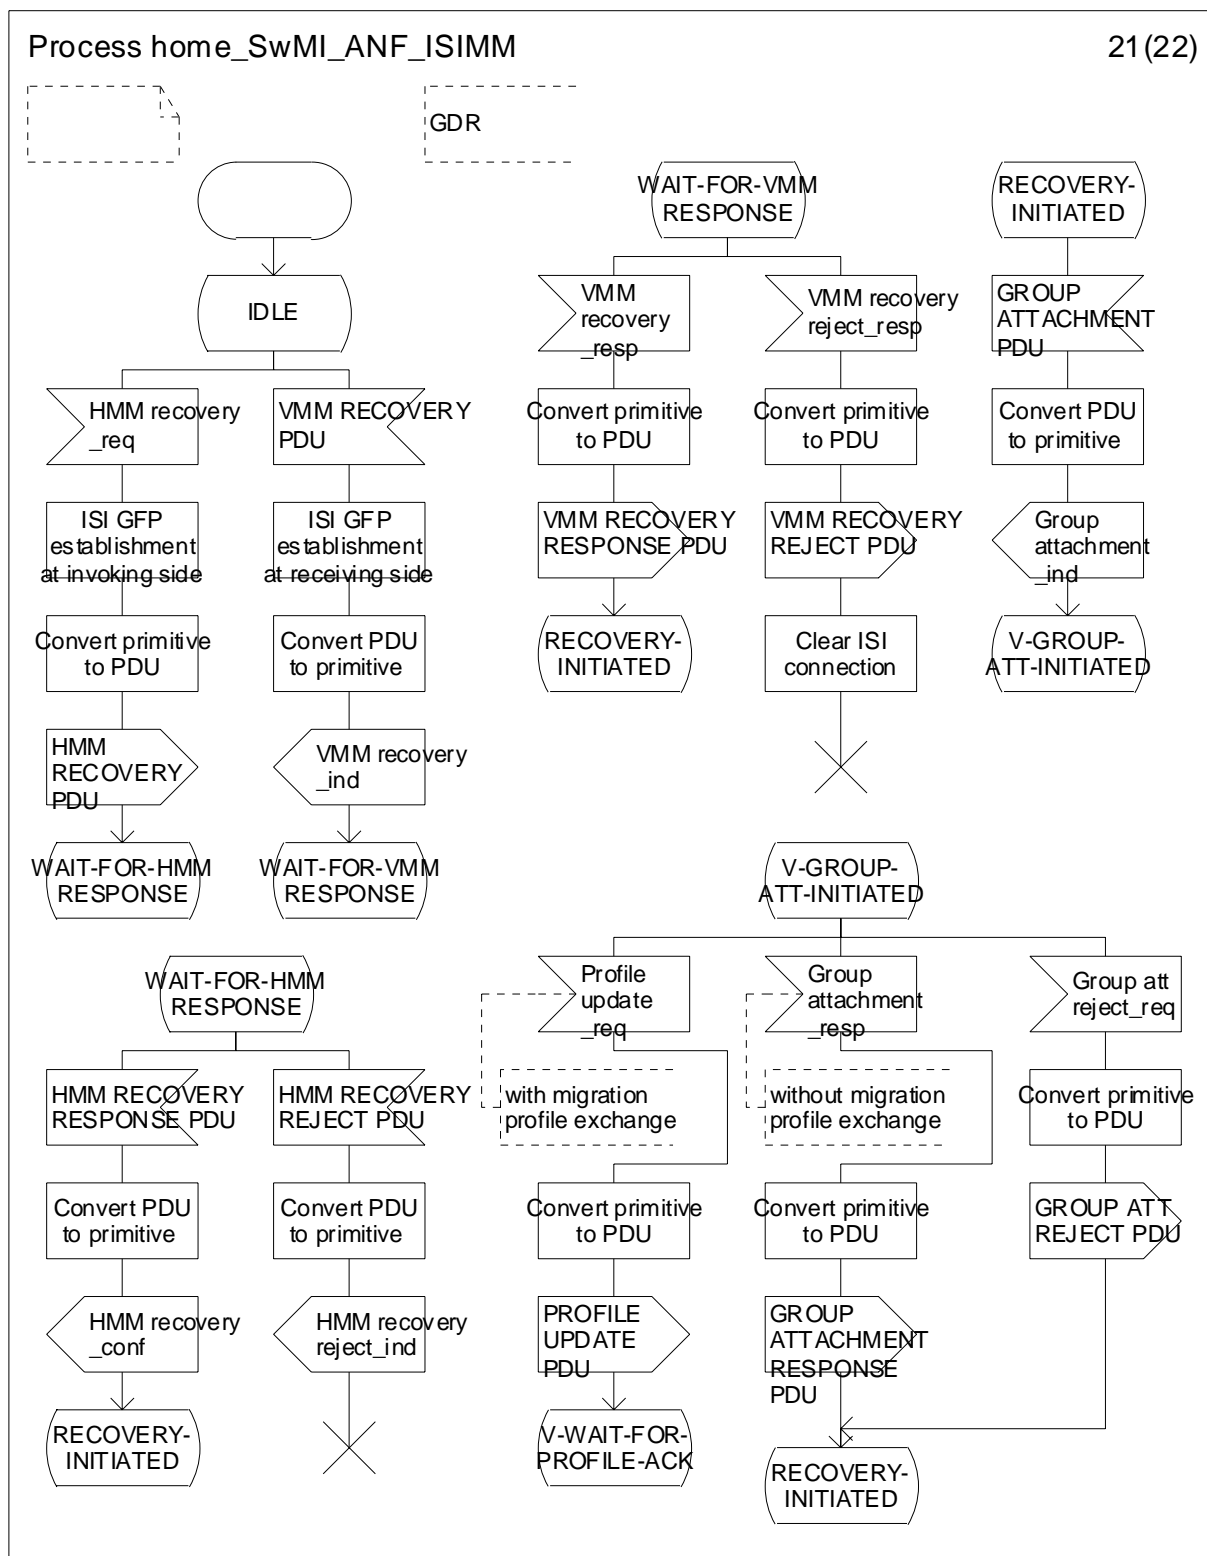 Process home_SwMI_ANF_ISIMM
21(22)
GDR
IDLE
HMM recovery
_req
ISI GFP
establishment
at invoking side
Convert primitive
to PDU
HMM
RECOVERY
PDU
WAIT-FOR-HMM
RESPONSE
VMM RECOVERY
PDU
ISI GFP
establishment
at receiving side
Convert PDU
to primitive
VMM recovery
_ind
WAIT-FOR-VMM
RESPONSE
WAIT-FOR-VMM
RESPONSE
VMM
recovery
_resp
Convert primitive
to PDU
VMM RECOVERY
RESPONSE PDU
RECOVERY-
INITIATED
VMM recovery
reject_resp
Convert primitive
to PDU
VMM RECOVERY
REJECT PDU
Clear ISI
connection
RECOVERY-
INITIATED
GROUP
ATTACHMENT
PDU
Convert PDU
to primitive
Group
attachment
_ind
V-GROUP-
ATT-INITIATED
WAIT-FOR-HMM
RESPONSE
HMM RECOVERY
RESPONSE PDU
Convert PDU
to primitive
HMM recovery
_conf
RECOVERY-
INITIATED
HMM RECOVERY
REJECT PDU
Convert PDU
to primitive
HMM recovery
reject_ind
V-GROUP-
ATT-INITIATED
Profile
update
_req
with migration
profile exchange
Convert primitive
to PDU
PROFILE
UPDATE
PDU
V-WAIT-FOR-
PROFILE-ACK
Group
attachment
_resp
without migration
profile exchange
Convert primitive
to PDU
GROUP
ATTACHMENT
RESPONSE
PDU
RECOVERY-
INITIATED
Group att
reject_req
Convert primitive
to PDU
GROUP ATT
REJECT PDU